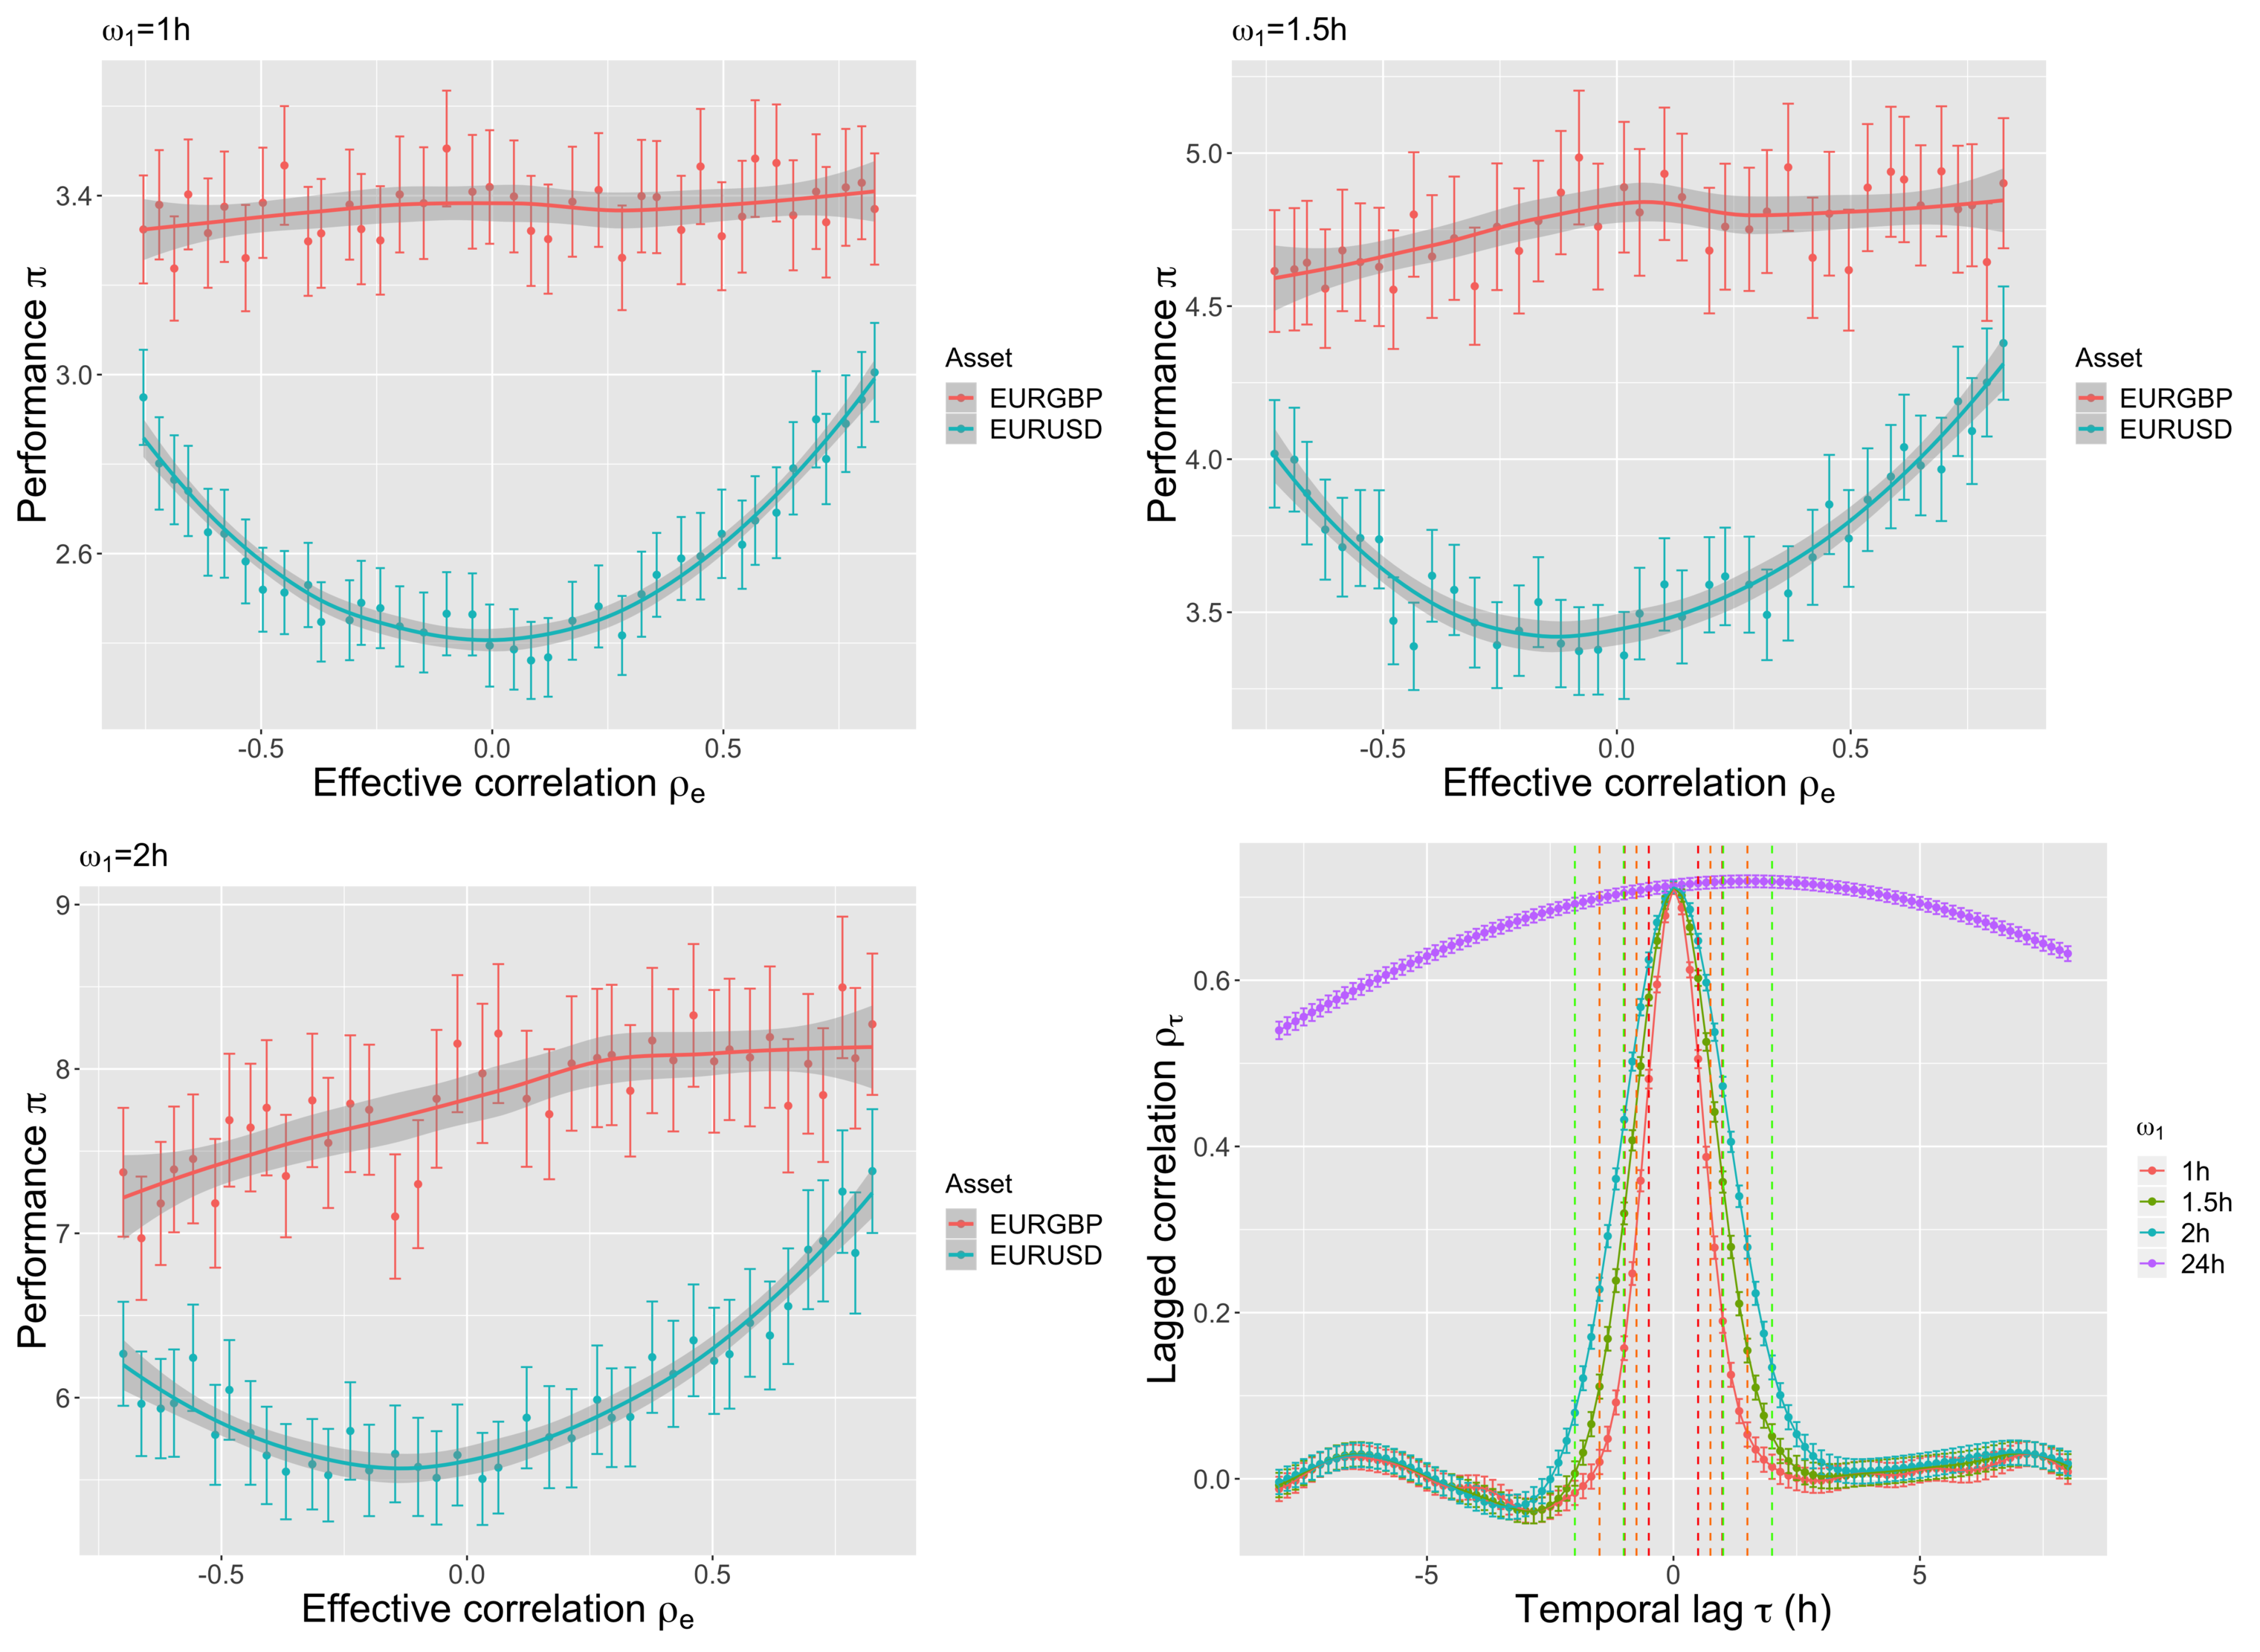 ω1=1h
Performance π
3.4
3.0
2.6
-0.5 0.0 0.5
Effective correlation ρe
Asset
EURGBP
EURUSD
ω1=1.5h
Performance π
5.0
4.5
4.0
3.5
-0.5 0.0 0.5
Effective correlation ρe
Asset
EURGBP
EURUSD
ω1=2h
Performance π
9
8
7
6
-0.5 0.0 0.5
Effective correlation ρe
Asset
EURGBP
EURUSD
Lagged correlation ρτ
0.6
0.4
0.2
0.0
-5 0 5
Temporal lag τ (h)
ω1
1h
1.5h
2h
24h